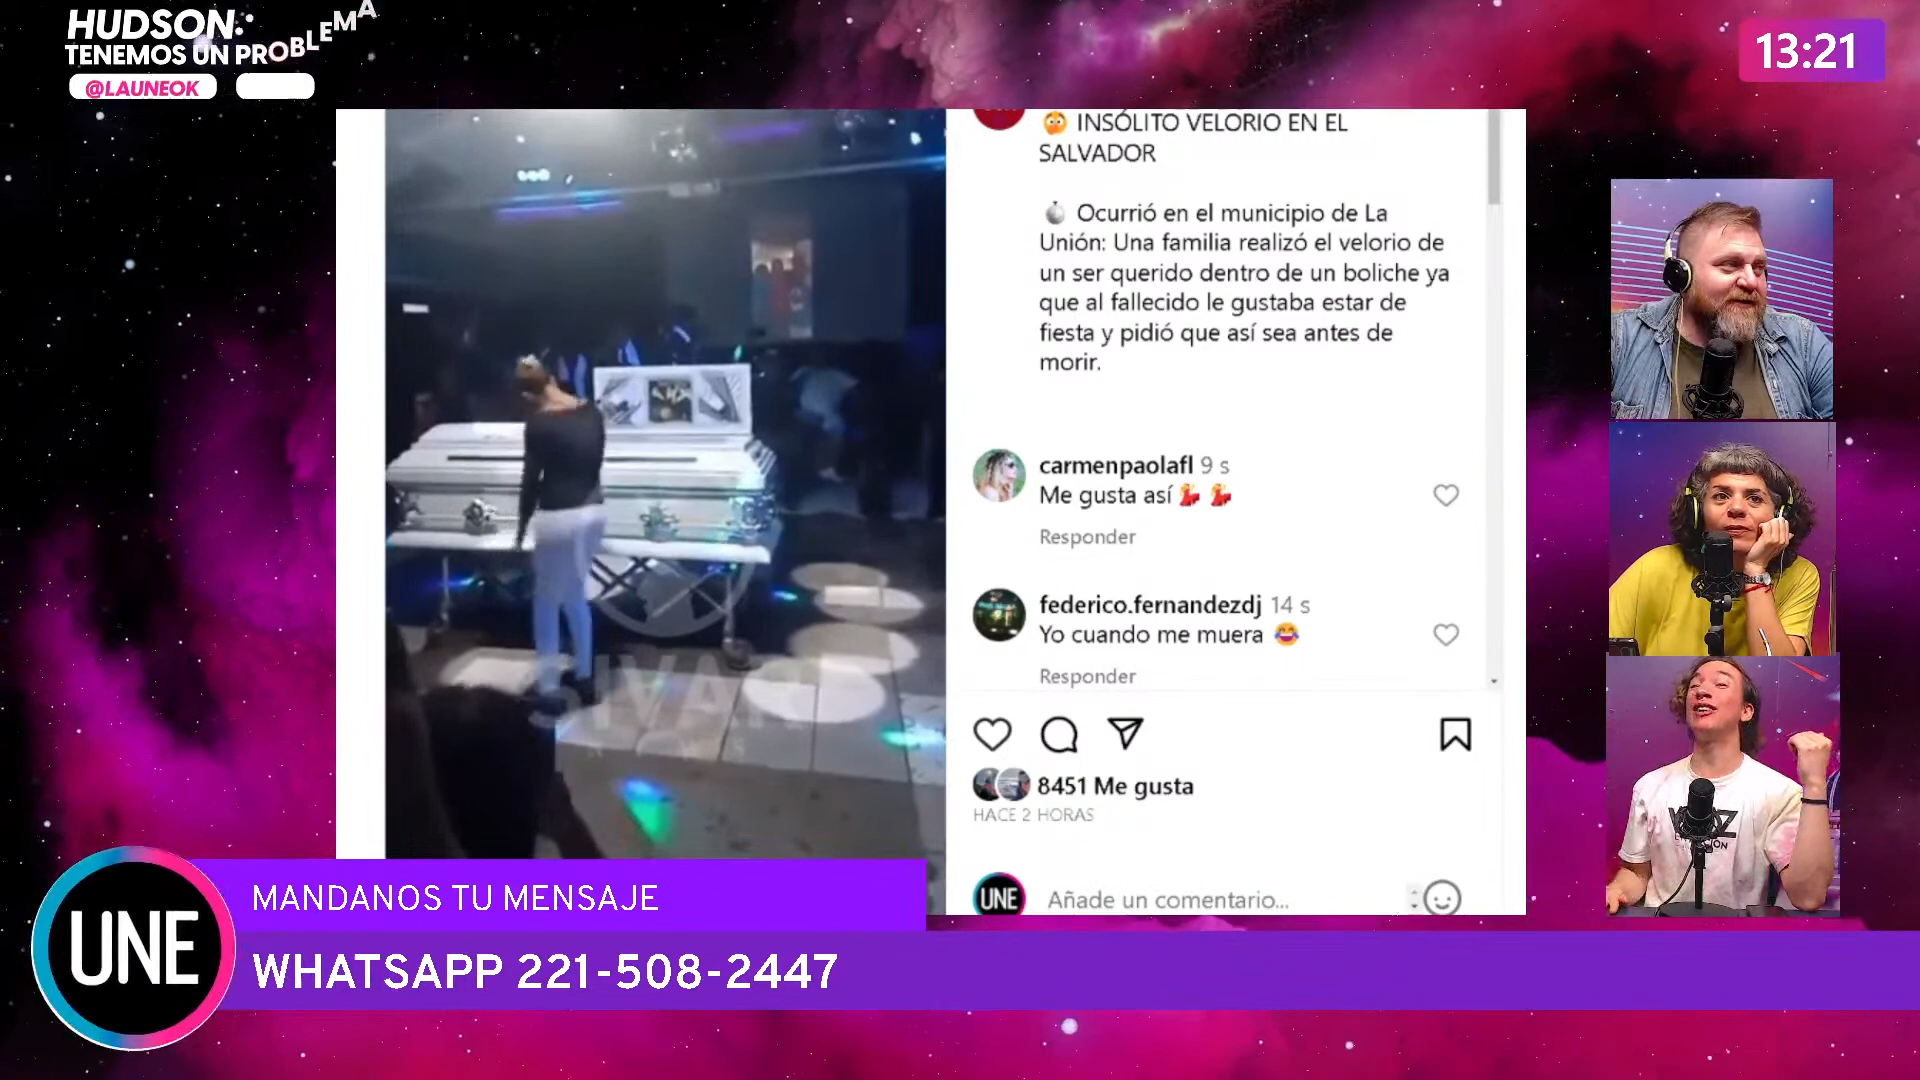 HUDSON:
TENEMOS UN PROBLEMA
@LAUNEOK
13:21
INSÓLITO VELORIO EN EL
SALVADOR
Ocurrió en el municipio de La
Unión: Una familia realizó el velorio de
un ser querido dentro de un boliche ya
que al fallecido le gustaba estar de
fiesta y pidió que así sea antes de
morir.
carmenpaolafl 9 s
Me gusta así
Responder
federico.fernandezdj 14 s
Yo cuando me muera
Responder
8451 Me gusta
HACE 2 HORAS
UNE
Añade un comentario...
MANDANOS TU MENSAJE
UNE
WHATSAPP 221-508-2447